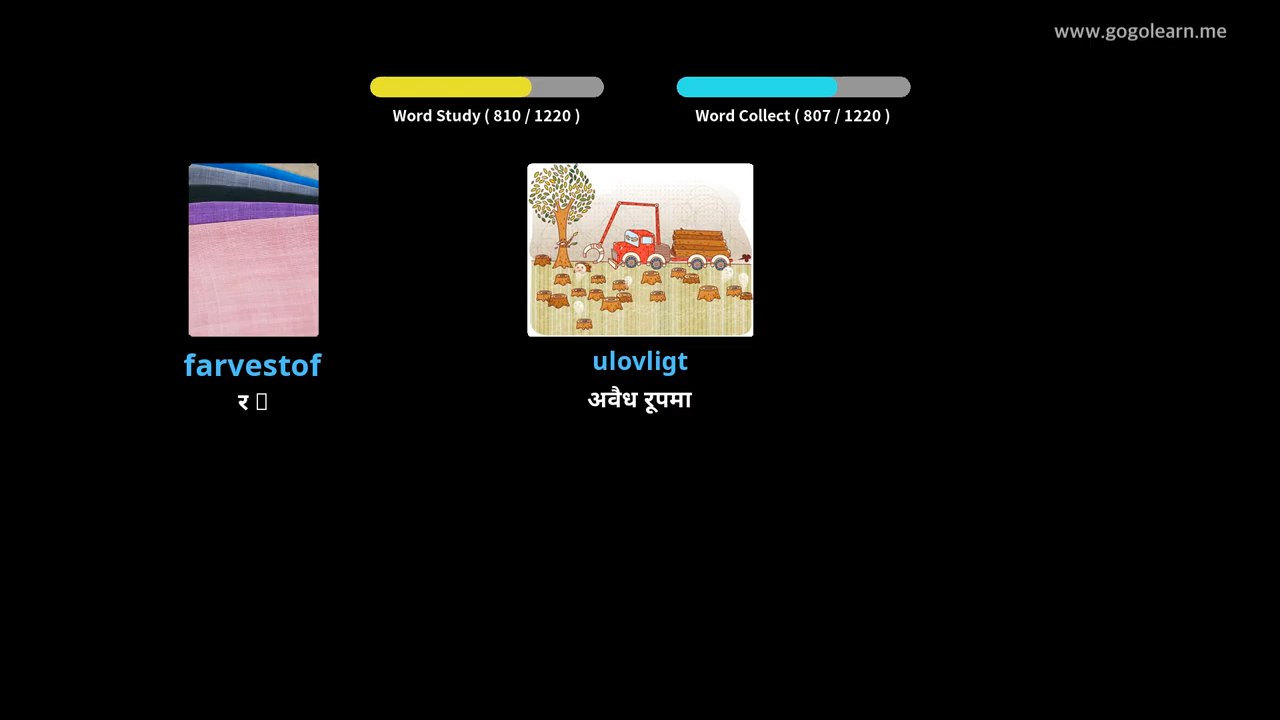 www.gogolearn.me
Word Study ( 810 / 1220 )
Word Collect ( 807 / 1220 )
farvestof
र
ulovligt
अवैध रूपमा